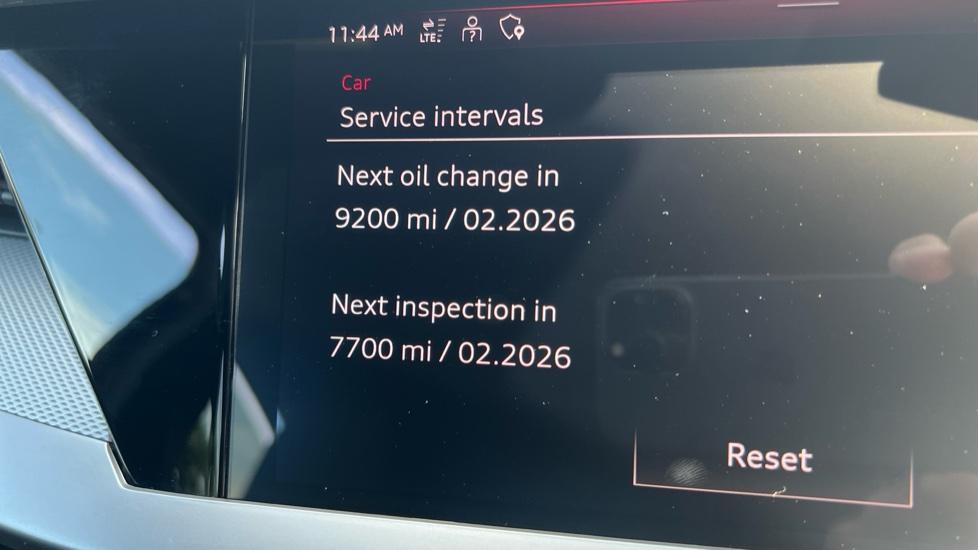 11:44 AM LTE ?
Car
Service intervals
Next oil change in
9200 mi / 02.2026
Next inspection in
7700 mi / 02.2026
Reset